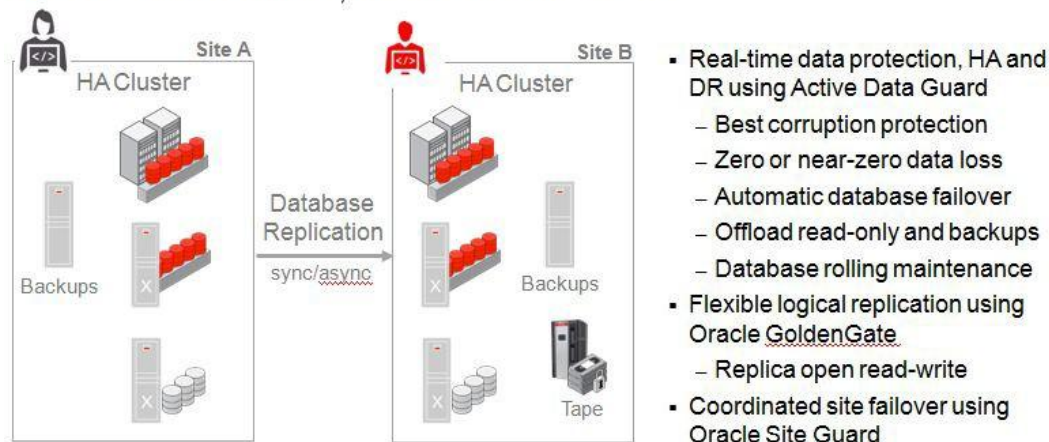 Site A
HA Cluster
Backups
Database
Replication
sync/async
Site B
HA Cluster
Backups
Tape
▪ Real-time data protection, HA and
DR using Active Data Guard
– Best corruption protection
– Zero or near-zero data loss
– Automatic database failover
– Offload read-only and backups
– Database rolling maintenance
▪ Flexible logical replication using
Oracle GoldenGate
– Replica open read-write
▪ Coordinated site failover using
Oracle Site Guard